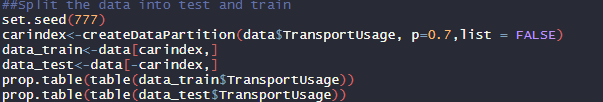 ##Split the data into test and train
set.seed(777)
carindex<-createDataPartition(data$TransportUsage, p=0.7,list = FALSE)
data_train<-data[carindex,]
data_test<-data[-carindex,]
prop.table(table(data_train$TransportUsage))
prop.table(table(data_test$TransportUsage))